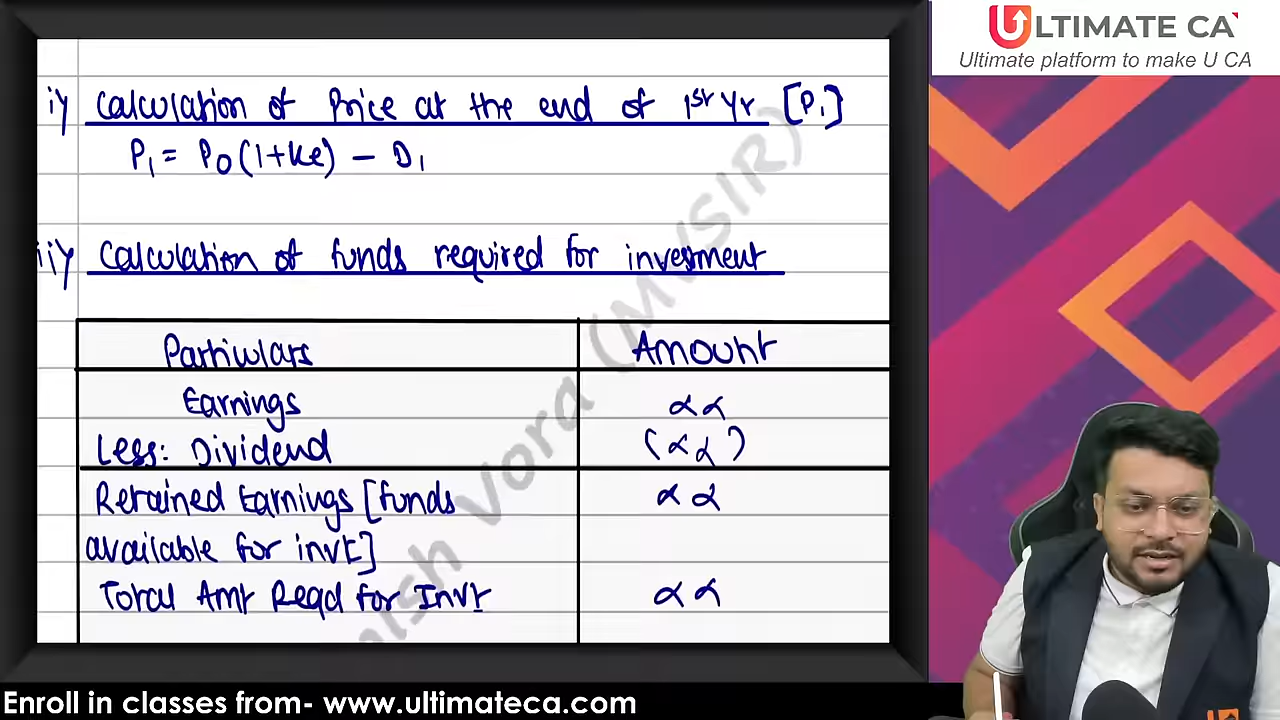 ULTIMATE CA
Ultimate platform to make U CA
i) Calculation of Price at the end of 1st Yr [P1]
P1 = P0 (1+Ke) - D1
ii) Calculation of funds required for investment
Particulars Amount
Earnings xx
Less: Dividend (xx)
Retained Earnings [funds xx
available for invt]
Total Amt Reqd for Invt xx
Vora (MVSIR)
Enroll in classes from- www.ultimateca.com